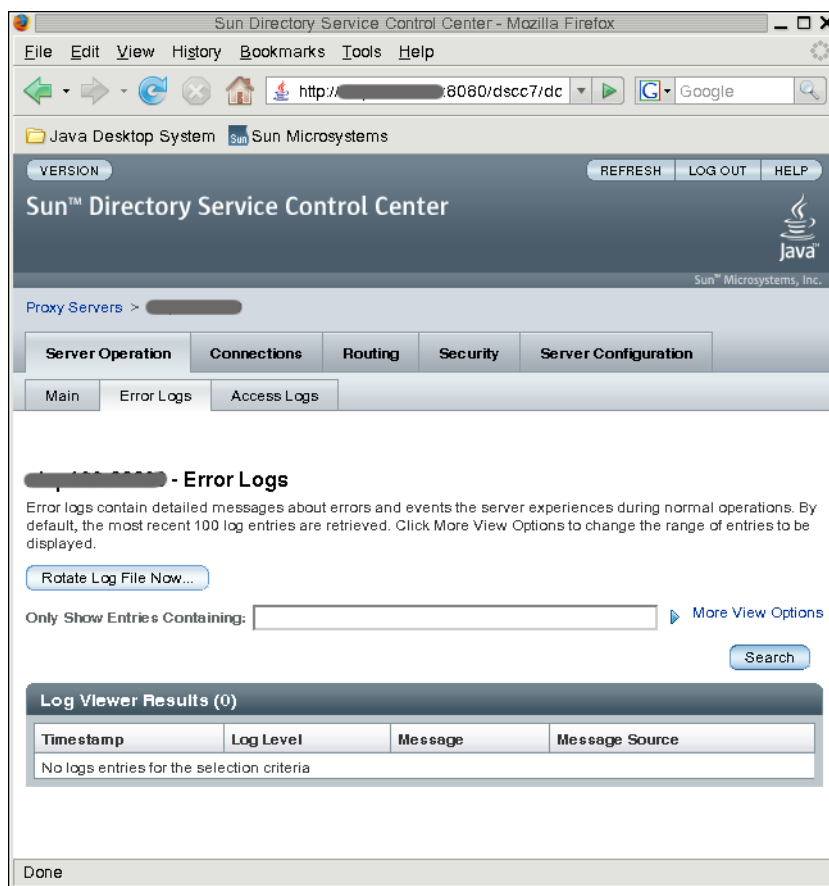 Sun Directory Service Control Center - Mozilla Firefox
File Edit View History Bookmarks Tools Help
http:// :8080/dscc7/dc G Google
Java Desktop System Sun Sun Microsystems
VERSION REFRESH LOG OUT HELP
Sun™ Directory Service Control Center
Java™
Sun™ Microsystems, Inc.
Proxy Servers >
Server Operation Connections Routing Security Server Configuration
Main Error Logs Access Logs
- Error Logs
Error logs contain detailed messages about errors and events the server experiences during normal operations. By
default, the most recent 100 log entries are retrieved. Click More View Options to change the range of entries to be
displayed.
Rotate Log File Now...
Only Show Entries Containing: More View Options
Search
Log Viewer Results (0)
Timestamp Log Level Message Message Source
No logs entries for the selection criteria
Done